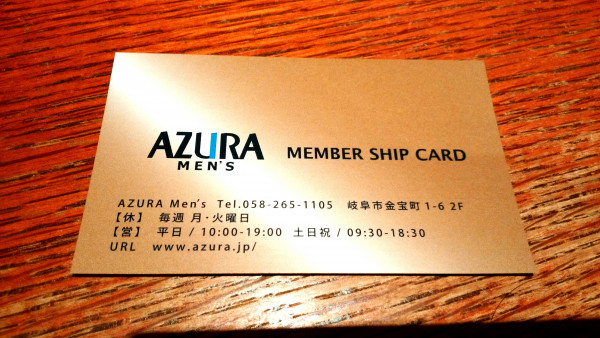 AZURA MEN'S
MEMBER SHIP CARD
AZURA Men's Tel.058-265-1105 岐阜市金宝町1-6 2F
【休】 毎週 月・火曜日
【営】 平日 / 10:00-19:00 土日祝 / 09:30-18:30
URL www.azura.jp/